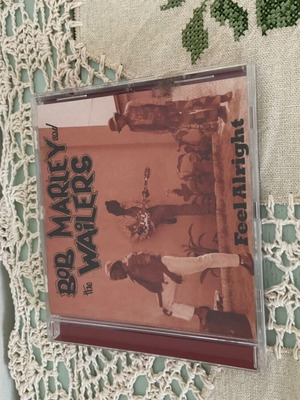 BOB MARLEY and
the WAILERS
Feel Alright